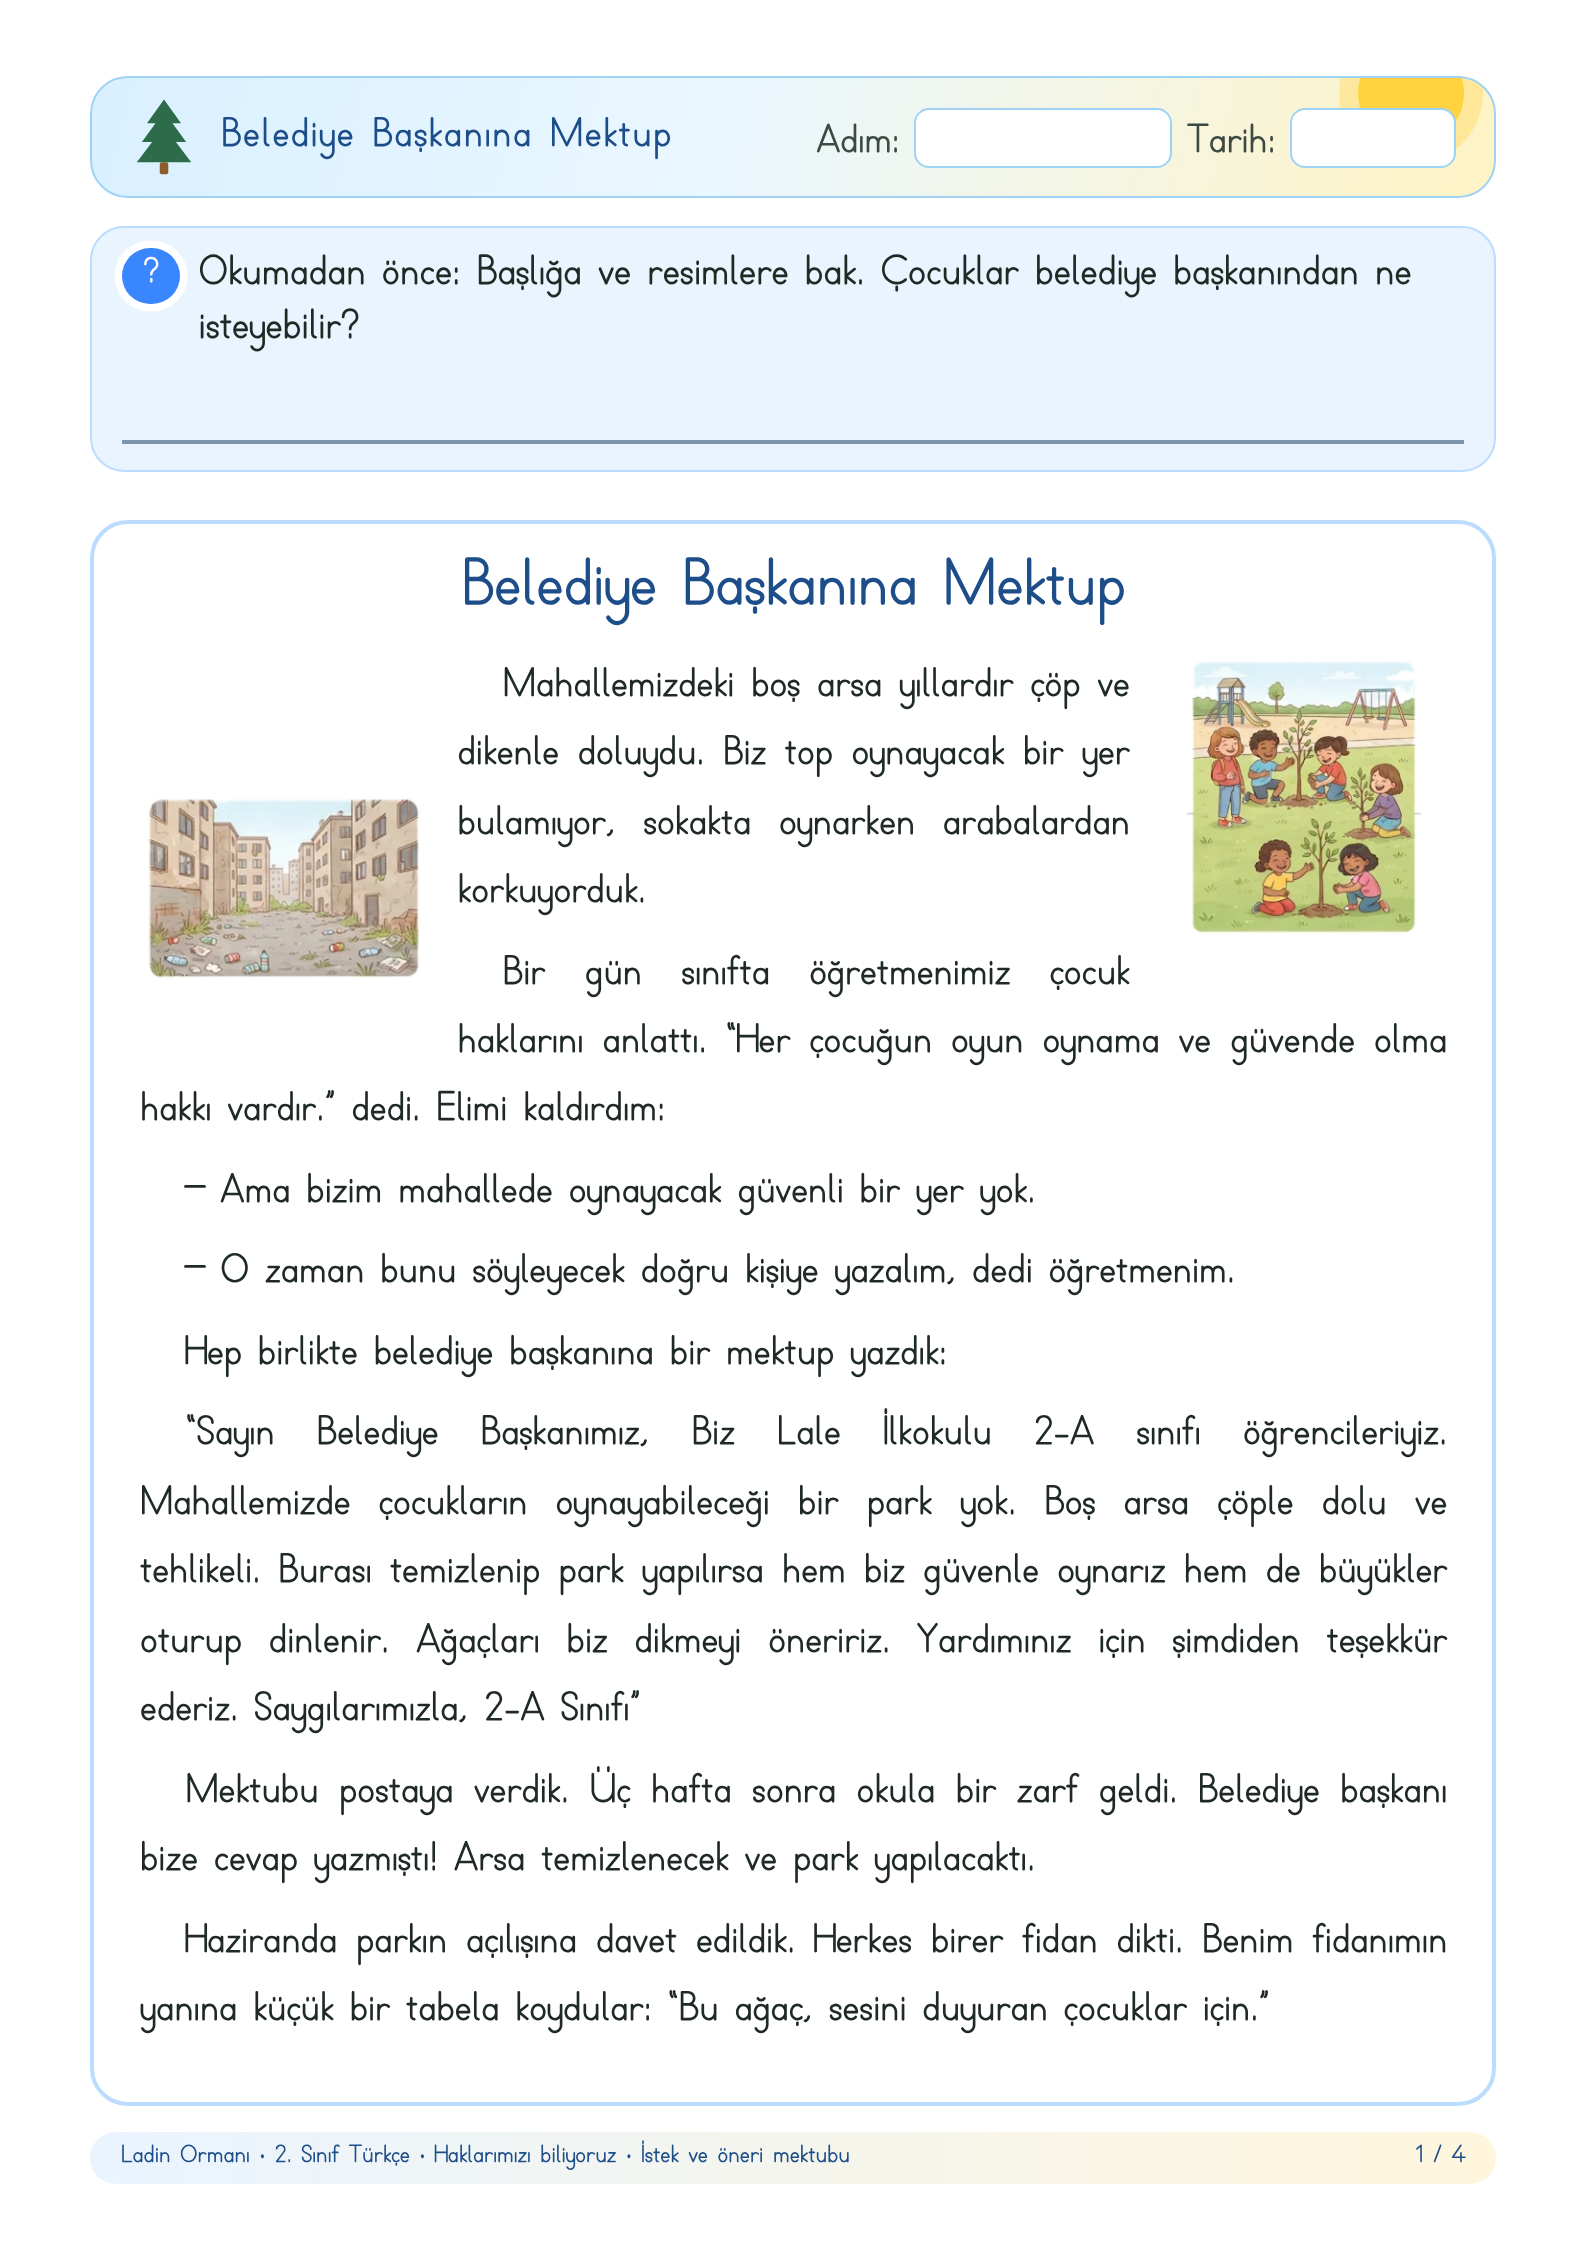 Belediye Başkanına Mektup
Adım:
Tarih:
?
Okumadan önce: Başlığa ve resimlere bak. Çocuklar belediye başkanından ne
isteyebilir?
Belediye Başkanına Mektup
Mahallemizdeki boş arsa yıllardır çöp ve
dikenle doluydu. Biz top oynayacak bir yer
bulamıyor, sokakta oynarken arabalardan
korkuyorduk.
Bir gün sınıfta öğretmenimiz çocuk
haklarını anlattı. “Her çocuğun oyun oynama ve güvende olma
hakkı vardır.” dedi. Elimi kaldırdım:
– Ama bizim mahallede oynayacak güvenli bir yer yok.
– O zaman bunu söyleyecek doğru kişiye yazalım, dedi öğretmenim.
Hep birlikte belediye başkanına bir mektup yazdık:
“Sayın Belediye Başkanımız, Biz Lale İlkokulu 2-A sınıfı öğrencileriyiz.
Mahallemizde çocukların oynayabileceği bir park yok. Boş arsa çöple dolu ve
tehlikeli. Burası temizlenip park yapılırsa hem biz güvenle oynarız hem de büyükler
oturup dinlenir. Ağaçları biz dikmeyi öneririz. Yardımınız için şimdiden teşekkür
ederiz. Saygılarımızla, 2-A Sınıfı”
Mektubu postaya verdik. Üç hafta sonra okula bir zarf geldi. Belediye başkanı
bize cevap yazmıştı! Arsa temizlenecek ve park yapılacaktı.
Haziranda parkın açılışına davet edildik. Herkes birer fidan dikti. Benim fidanımın
yanına küçük bir tabela koydular: “Bu ağaç, sesini duyuran çocuklar için.”
Ladin Ormanı • 2. Sınıf Türkçe • Haklarımızı biliyoruz • İstek ve öneri mektubu
1 / 4